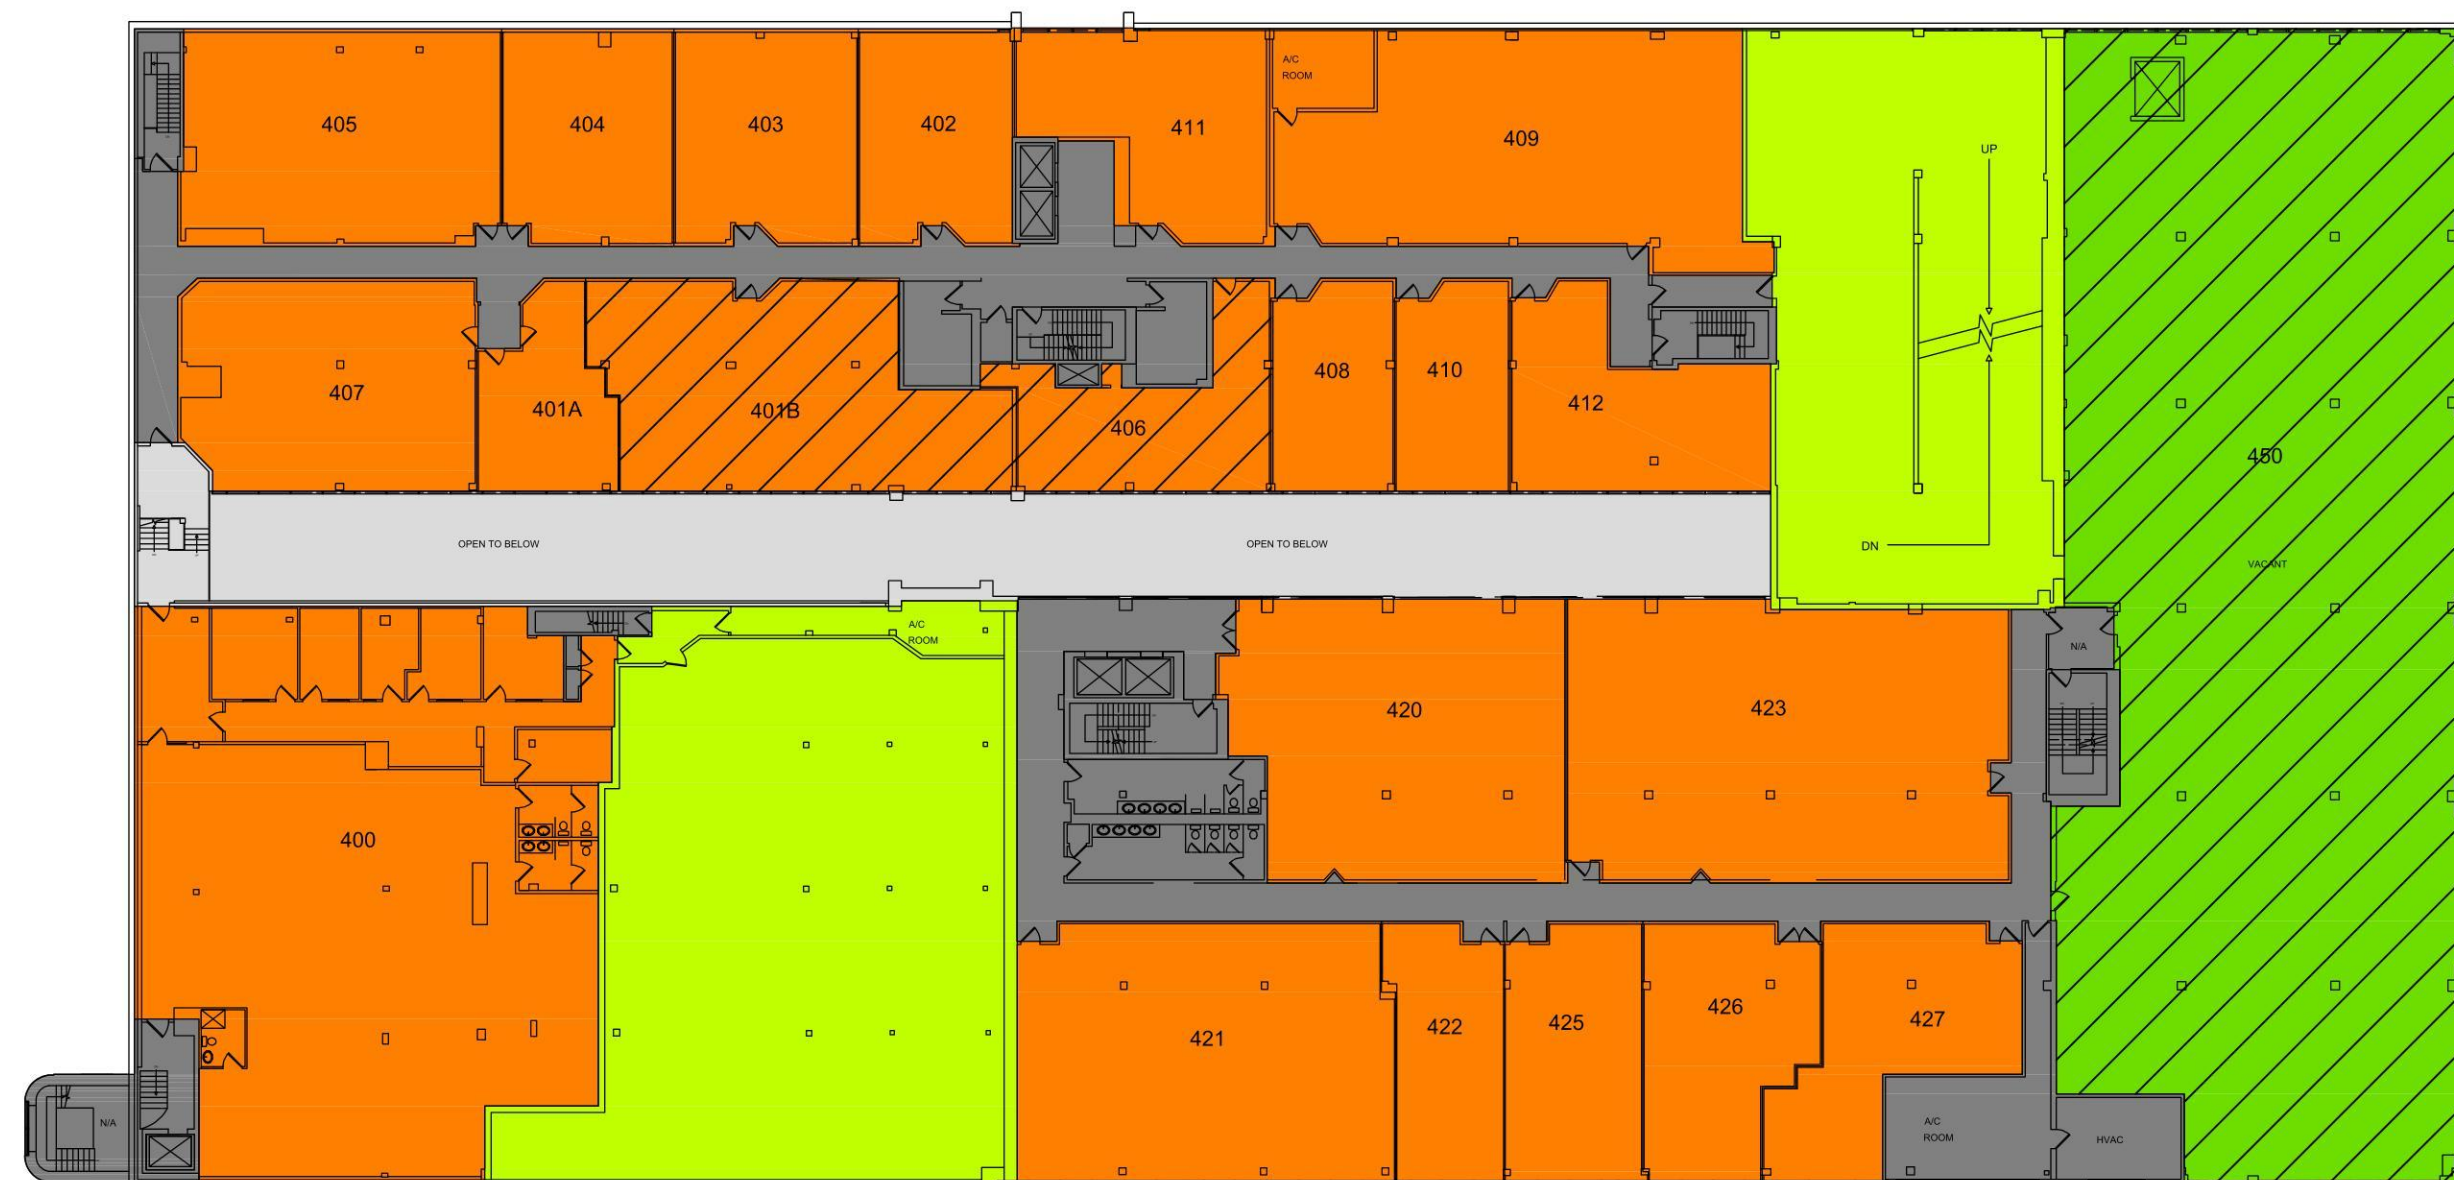 A/C
ROOM
405
404
403
402
411
409
UP
407
401A
401B
406
408
410
412
450
OPEN TO BELOW
OPEN TO BELOW
DN
VACANT
A/C
ROOM
N/A
420
423
400
421
422
425
426
427
N/A
A/C
ROOM
HVAC